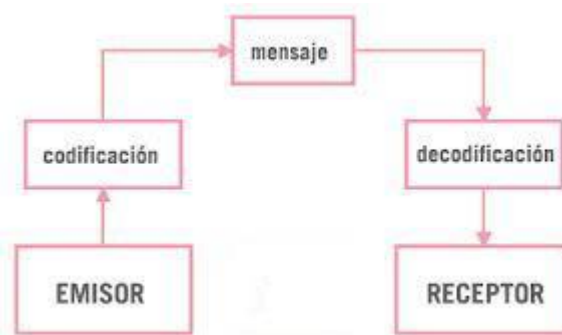 mensaje
codificación
decodificación
EMISOR
RECEPTOR